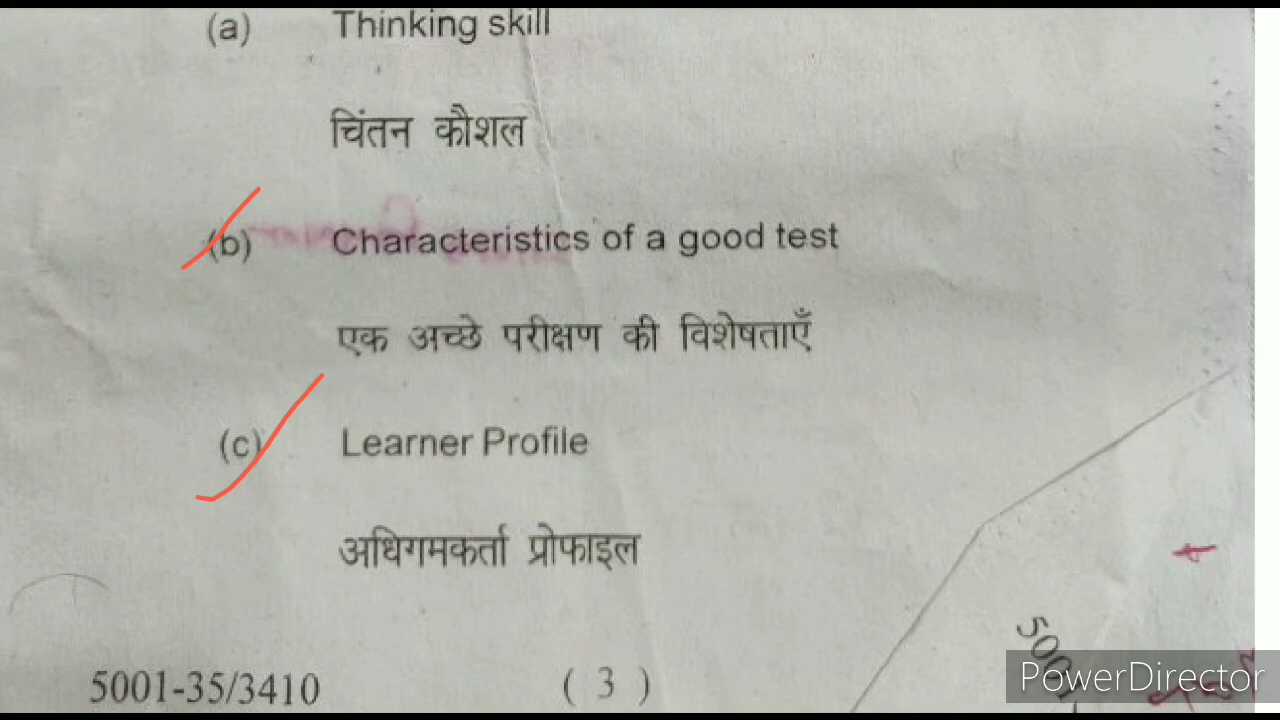 (a) Thinking skill
चिंतन कौशल
(b) Characteristics of a good test
एक अच्छे परीक्षण की विशेषताएँ
(c) Learner Profile
अधिगमकर्ता प्रोफाइल
5001-35/3410 ( 3 )
5001-
PowerDirector